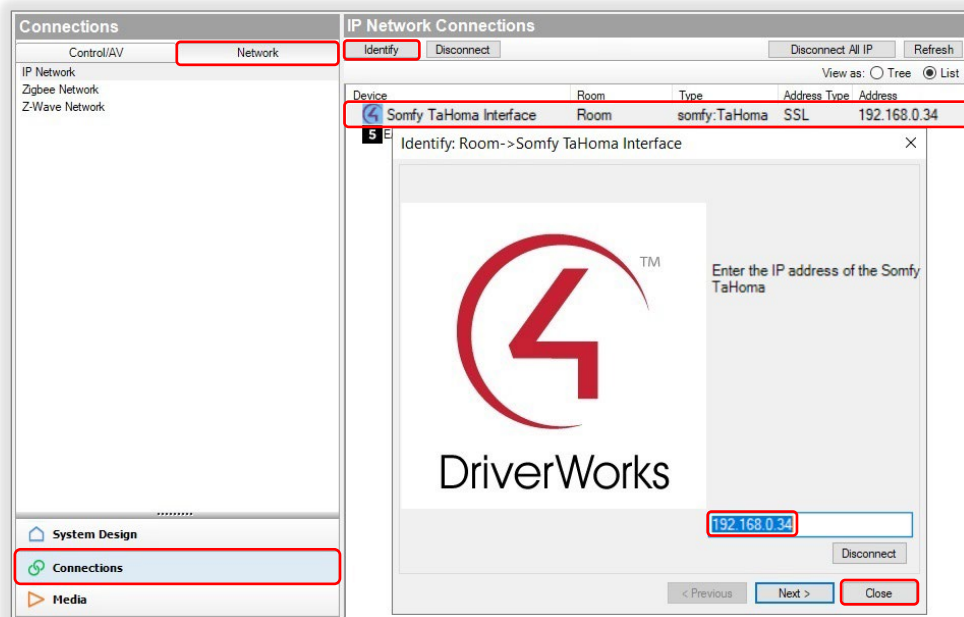 Connections
Control/AV
Network
IP Network
Zigbee Network
Z-Wave Network
System Design
Connections
Media
IP Network Connections
Identify
Disconnect
Disconnect All IP
Refresh
View as: Tree List
Device Room Type Address Type Address
Somfy TaHoma Interface Room somfy:TaHoma SSL 192.168.0.34
5
Identify: Room->Somfy TaHoma Interface
TM
DriverWorks
Enter the IP address of the Somfy
TaHoma
192.168.0.34
Disconnect
< Previous
Next >
Close